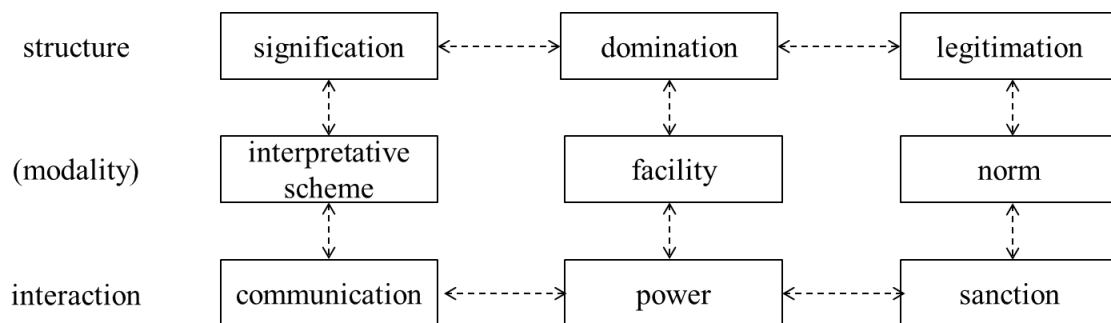 structure
signification
domination
legitimation
(modality)
interpretative
scheme
facility
norm
interaction
communication
power
sanction